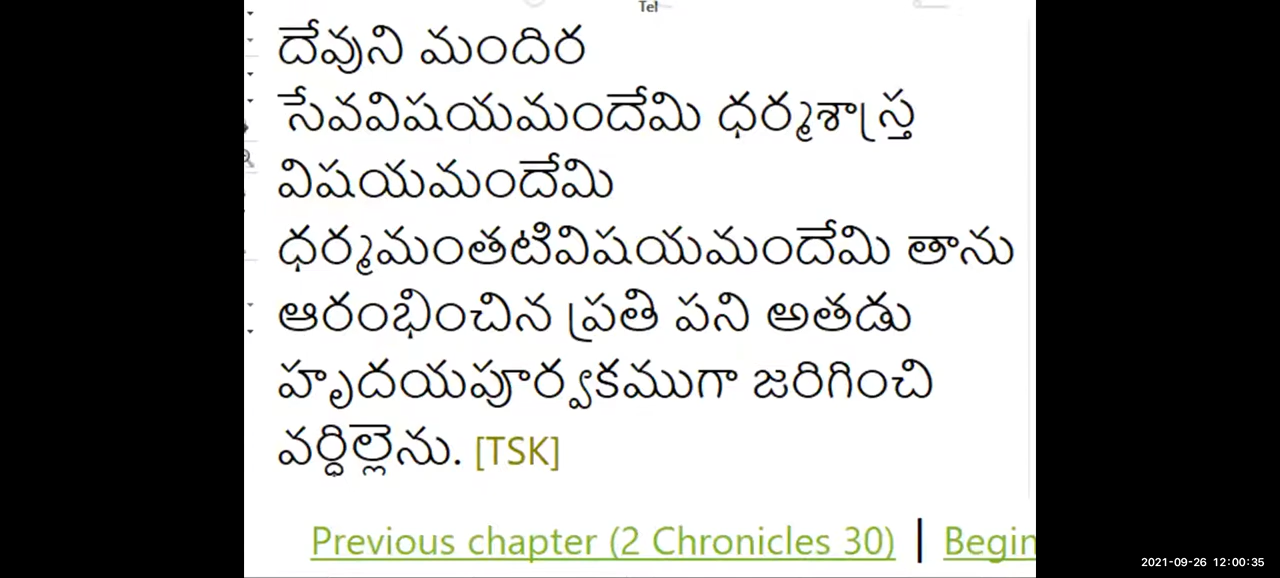 Tel
దేవుని మందిర
సేవవిషయమందేమి ధర్మశాస్త్ర
విషయమందేమి
ధర్మమంతటివిషయమందేమి తాను
ఆరంభించిన ప్రతి పని అతడు
హృదయపూర్వకముగా జరిగించి
వర్ధిల్లెను. [TSK]
Previous chapter (2 Chronicles 30) | Begin
2021-09-26 12:00:35